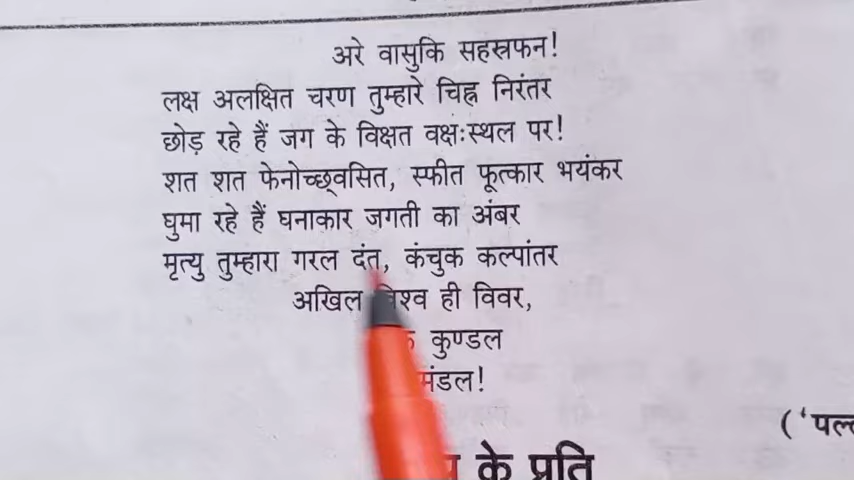 अरे वासुकि सहस्रफन!
लक्ष अलक्षित चरण तुम्हारे चिह्न निरंतर
छोड़ रहे हैं जग के विक्षत वक्षःस्थल पर!
शत शत फेनोच्छ्वसित, स्फीत फूत्कार भयंकर
घुमा रहे हैं घनाकार जगती का अंबर
मृत्यु तुम्हारा गरल दंत, कंचुक कल्पांतर
अखिल विश्व ही विवर,
कुण्डल
मंडल!
('पल्ल
के प्रति